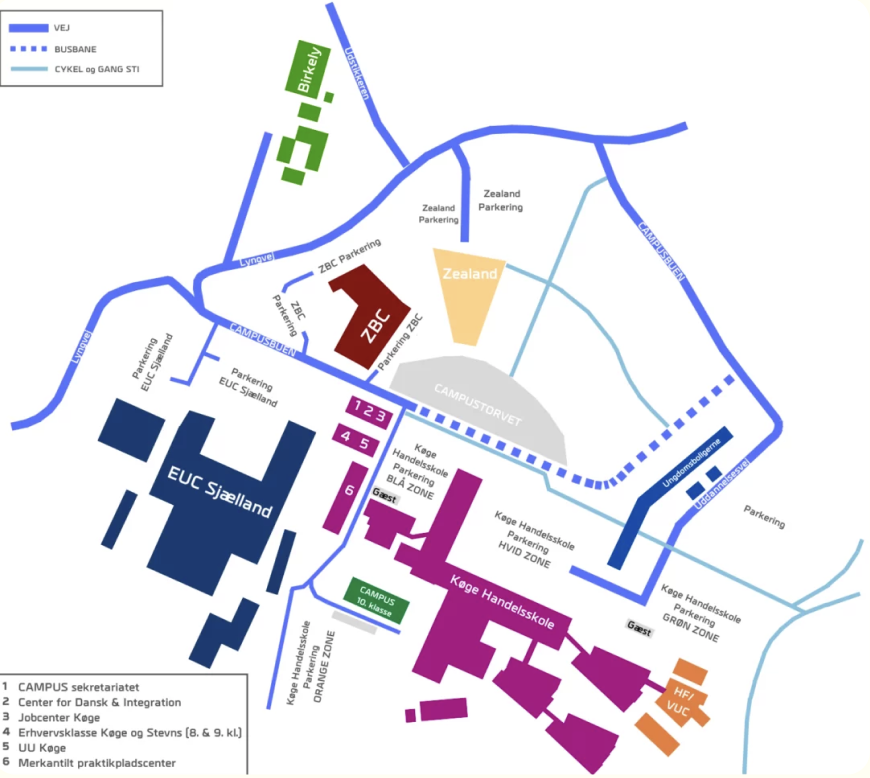 VEJ
BUSBANE
CYKEL og GANG STI
Birkely
Udstikkeren
Zealand
Parkering
Zealand
Parkering
Lyngvej
ZBC Parkering
ZBC
Parkering
ZBC
Parkering ZBC
Zealand
CAMPUSBUEN
CAMPUSBUEN
Lyngvej
Parkering
EUC Sjælland
Parkering
EUC Sjælland
CAMPUSTORVET
1 2 3
4 5
6
Køge
Handelsskole
Parkering
BLÅ ZONE
Gæst
EUC Sjælland
Ungdomsboligerne
Uddannelsesvej
Parkering
Køge Handelsskole
Parkering
HVID ZONE
Køge Handelsskole
CAMPUS
10. klasse
Køge Handelsskole
Parkering
GRØN ZONE
Gæst
Køge Handelsskole
Parkering
ORANGE ZONE
HF/
VUC
1 CAMPUS sekretariatet
2 Center for Dansk & Integration
3 Jobcenter Køge
4 Erhvervsklasse Køge og Stevns (8. & 9. kl.)
5 UU Køge
6 Merkantilt praktikpladscenter